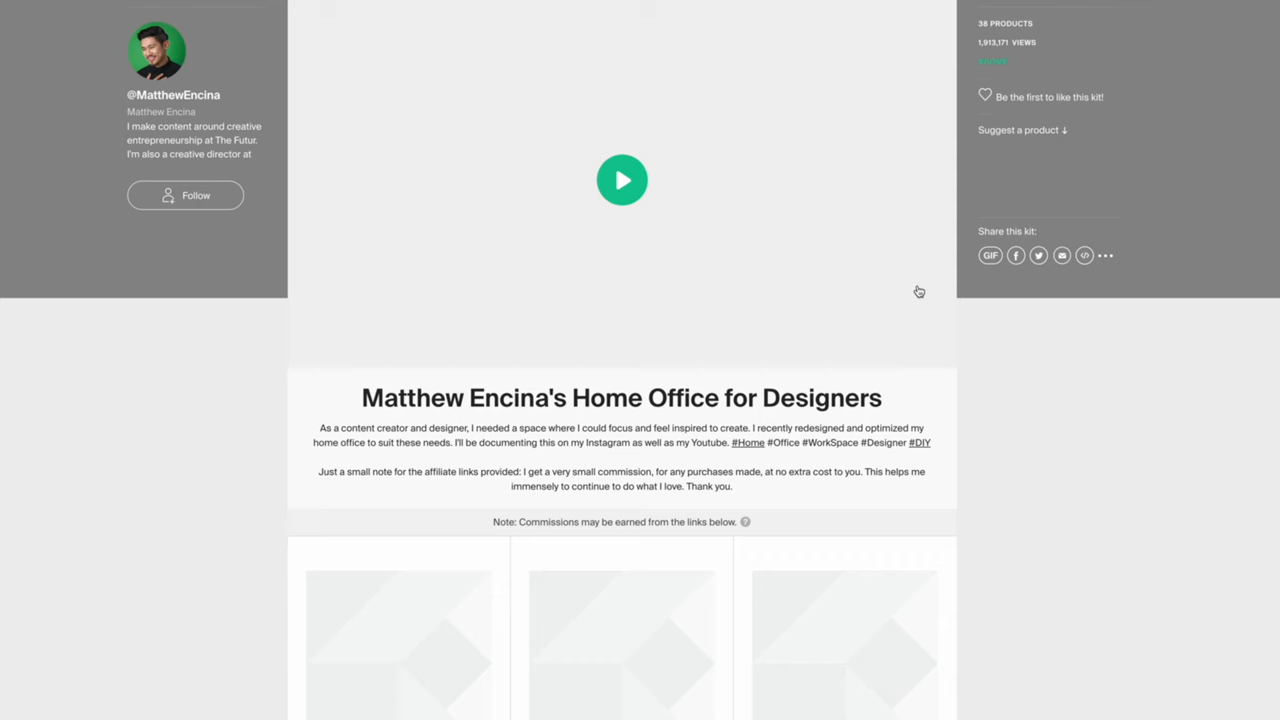 @MatthewEncina
Matthew Encina
I make content around creative
entrepreneurship at The Futur.
I'm also a creative director at
Follow
38 PRODUCTS
1,913,171 VIEWS
Be the first to like this kit!
Suggest a product ↓
Share this kit:
GIF
Matthew Encina's Home Office for Designers
As a content creator and designer, I needed a space where I could focus and feel inspired to create. I recently redesigned and optimized my
home office to suit these needs. I'll be documenting this on my Instagram as well as my Youtube. #Home #Office #WorkSpace #Designer #DIY
Just a small note for the affiliate links provided: I get a very small commission, for any purchases made, at no extra cost to you. This helps me
immensely to continue to do what I love. Thank you.
Note: Commissions may be earned from the links below. ?